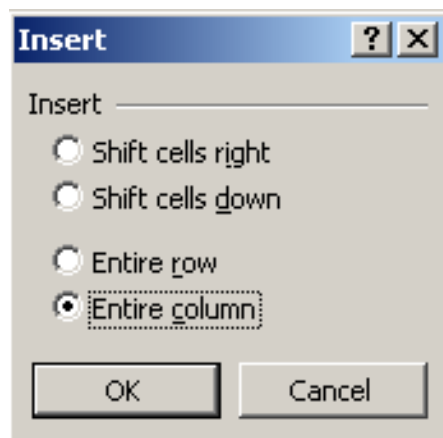 Insert
Insert
Shift cells right
Shift cells down
Entire row
Entire column
OK Cancel